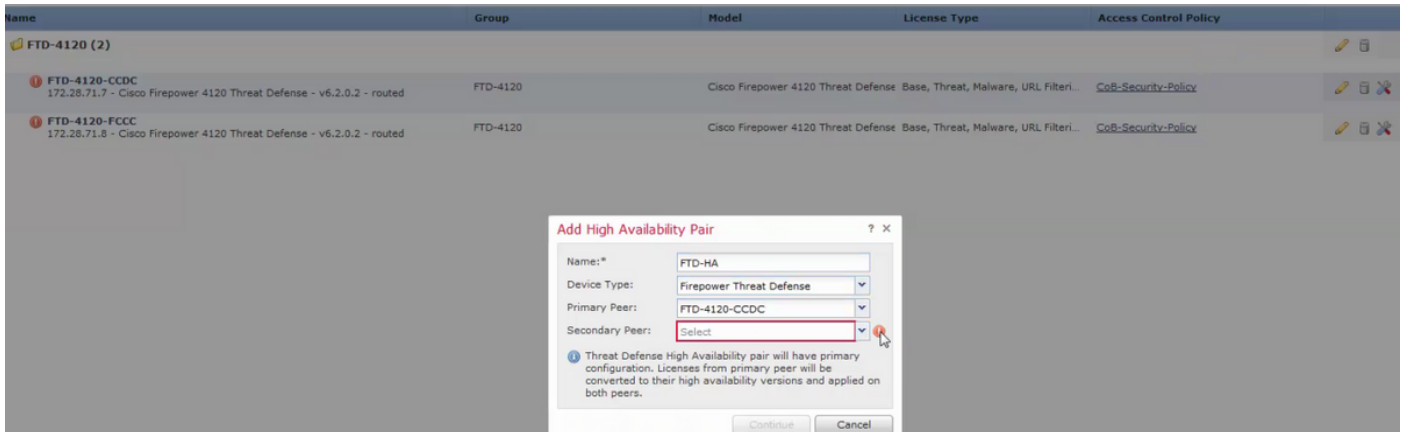 Name Group Model License Type Access Control Policy
FTD-4120 (2)
FTD-4120-CCDC
172.28.71.7 - Cisco Firepower 4120 Threat Defense - v6.2.0.2 - routed FTD-4120 Cisco Firepower 4120 Threat Defense Base, Threat, Malware, URL Filteri... CoB-Security-Policy
FTD-4120-FCCC
172.28.71.8 - Cisco Firepower 4120 Threat Defense - v6.2.0.2 - routed FTD-4120 Cisco Firepower 4120 Threat Defense Base, Threat, Malware, URL Filteri... CoB-Security-Policy
Add High Availability Pair ? X
Name:* FTD-HA
Device Type: Firepower Threat Defense
Primary Peer: FTD-4120-CCDC
Secondary Peer: Select
Threat Defense High Availability pair will have primary
configuration. Licenses from primary peer will be
converted to their high availability versions and applied on
both peers.
Continue Cancel